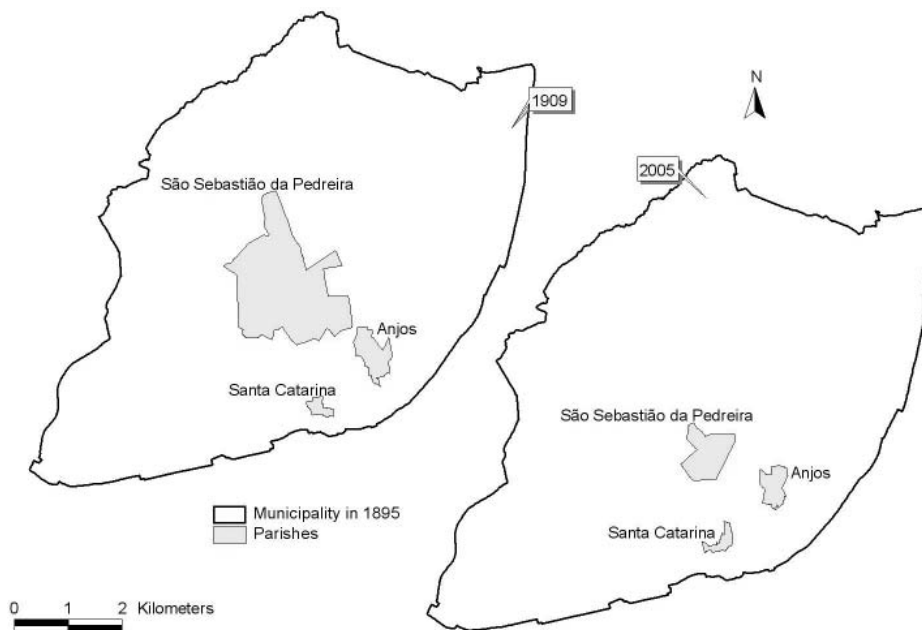 N
1909
2005
São Sebastião da Pedreira
Anjos
Santa Catarina
São Sebastião da Pedreira
Anjos
Santa Catarina
Municipality in 1895
Parishes
0 1 2 Kilometers